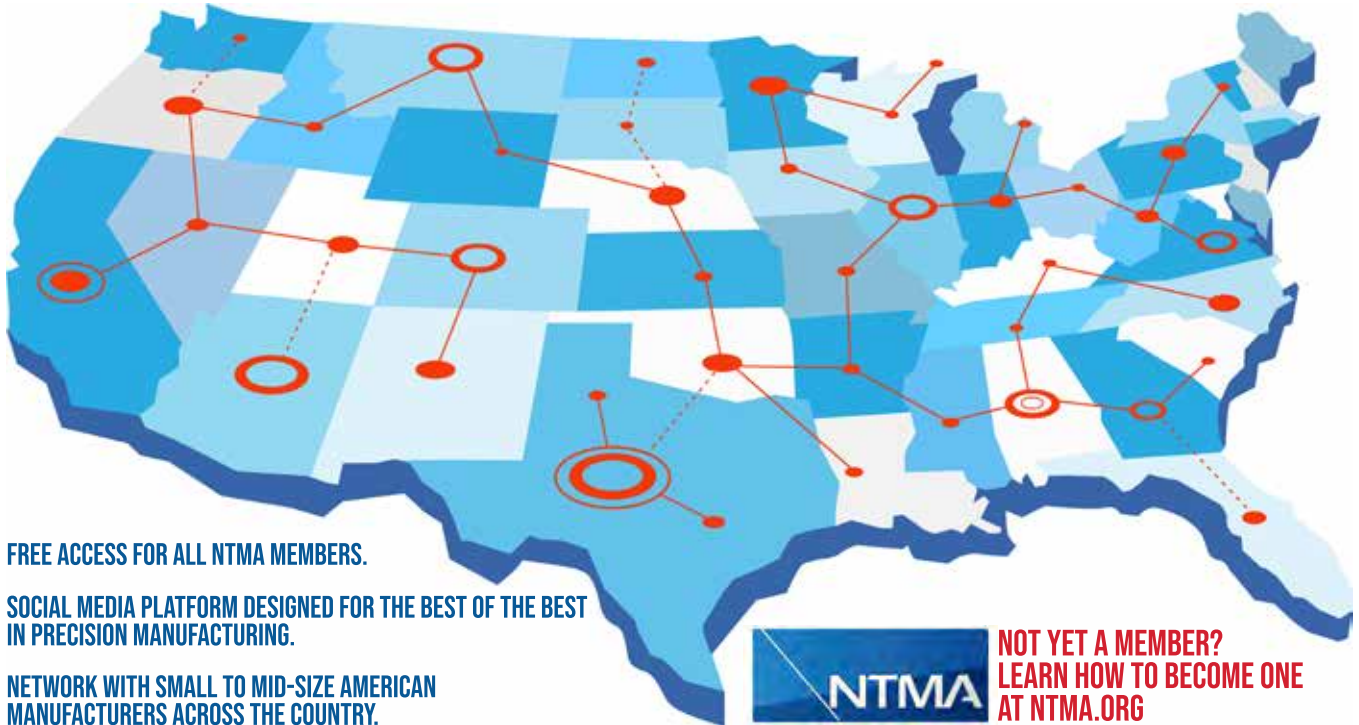 FREE ACCESS FOR ALL NTMA MEMBERS.
SOCIAL MEDIA PLATFORM DESIGNED FOR THE BEST OF THE BEST
IN PRECISION MANUFACTURING.
NETWORK WITH SMALL TO MID-SIZE AMERICAN
MANUFACTURERS ACROSS THE COUNTRY.
NTMA
NOT YET A MEMBER?
LEARN HOW TO BECOME ONE
AT NTMA.ORG